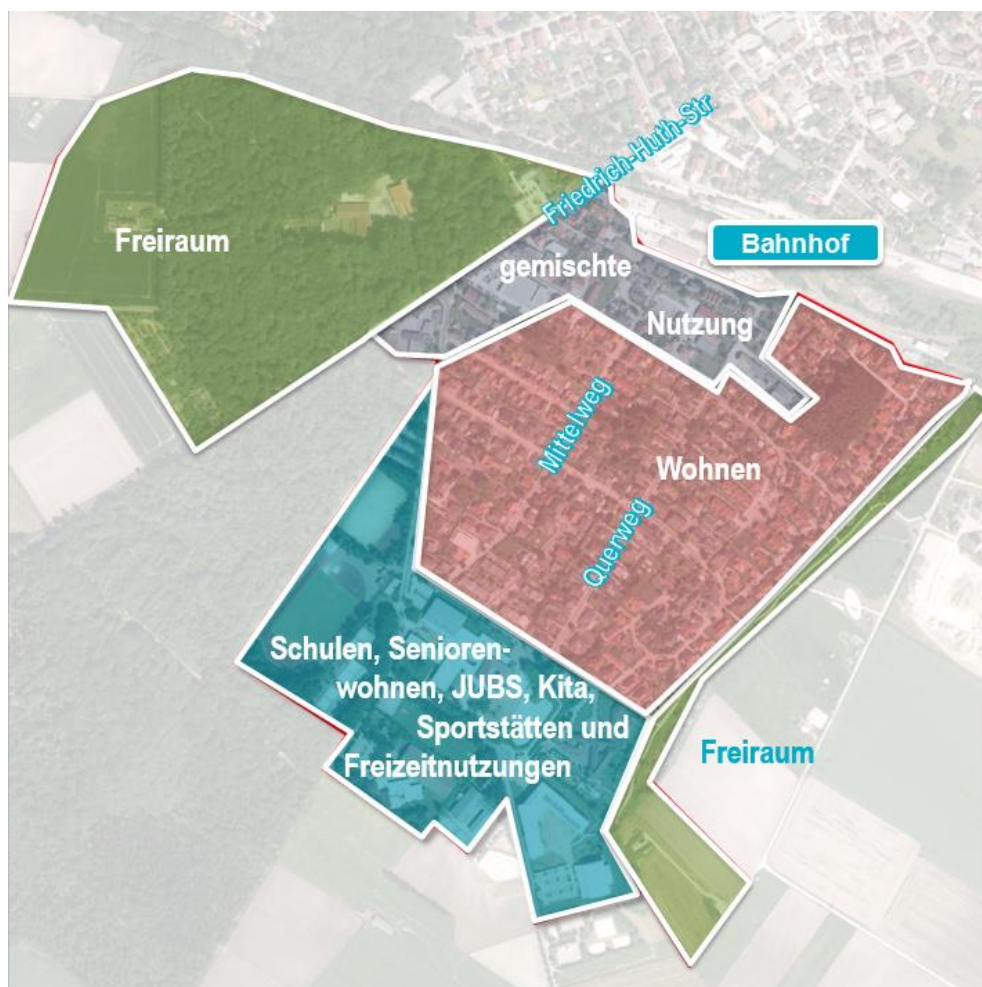 Friedrich-Huth-Str
Freiraum
Bahnhof
gemischte
Nutzung
Mittelweg
Wohnen
Querweg
Schulen, Senioren-
wohnen, JUBS, Kita,
Sportstätten und
Freizeitnutzungen
Freiraum